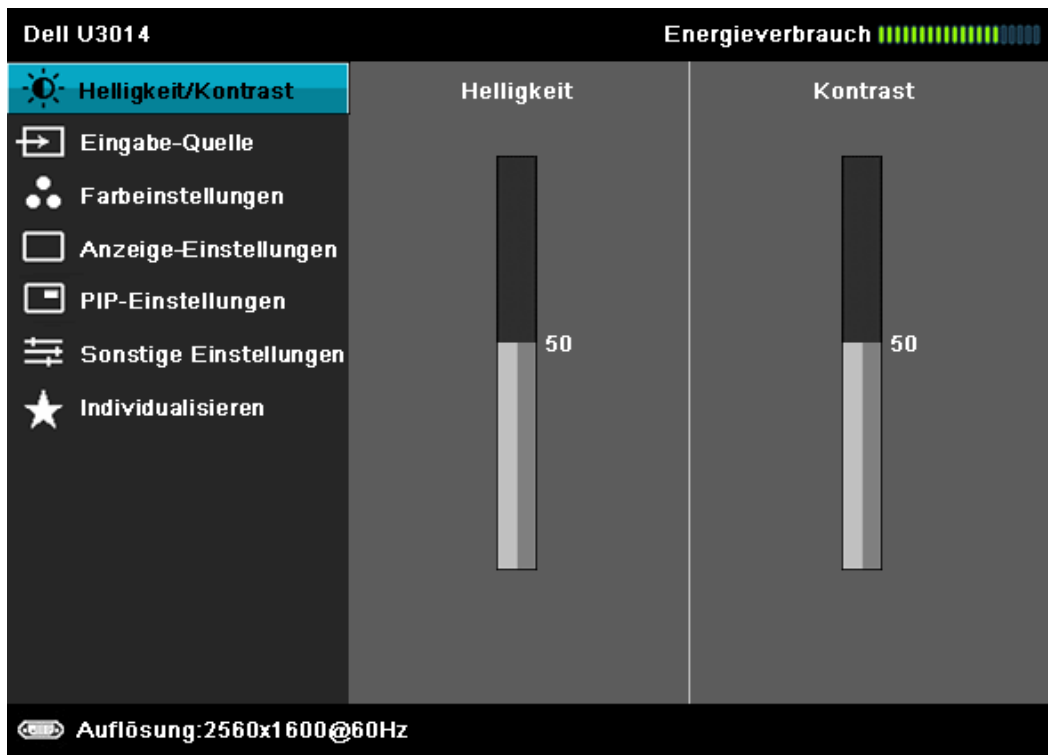 Dell U3014
Energieverbrauch
Helligkeit/Kontrast
Eingabe-Quelle
Farbeinstellungen
Anzeige-Einstellungen
PIP-Einstellungen
Sonstige Einstellungen
Individualisieren
Helligkeit
50
Kontrast
50
Auflösung:2560x1600@60Hz